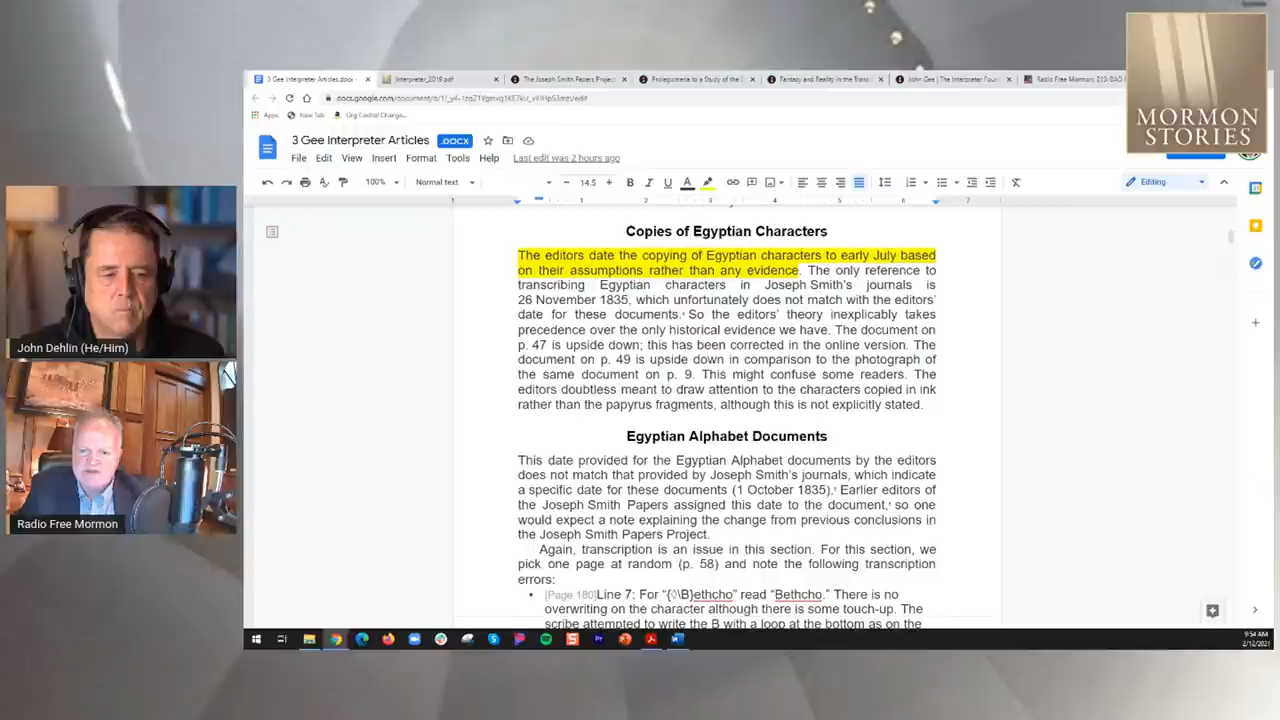 MORMON
STORIES
3 Gee Interpreter Articles.docx
Interpreter_2019.pdf
The Joseph Smith Papers Project
Prolegomena to a Study of the
Fantasy and Reality in the Trans
John Gee | The Interpreter Foun
Radio Free Mormon: 215: BAD
Apps New Tab Org Central Change...
3 Gee Interpreter Articles .DOCX
File Edit View Insert Format Tools Help Last edit was 2 hours ago
100% Normal text 14.5 B I U A Editing
1 1 2 3 4 5 6 7
Copies of Egyptian Characters
The editors date the copying of Egyptian characters to early July based
on their assumptions rather than any evidence. The only reference to
transcribing Egyptian characters in Joseph Smith's journals is
26 November 1835, which unfortunately does not match with the editors'
date for these documents. So the editors' theory inexplicably takes
precedence over the only historical evidence we have. The document on
p. 47 is upside down; this has been corrected in the online version. The
document on p. 49 is upside down in comparison to the photograph of
the same document on p. 9. This might confuse some readers. The
editors doubtless meant to draw attention to the characters copied in ink
rather than the papyrus fragments, although this is not explicitly stated.
Egyptian Alphabet Documents
This date provided for the Egyptian Alphabet documents by the editors
does not match that provided by Joseph Smith's journals, which indicate
a specific date for these documents (1 October 1835). Earlier editors of
the Joseph Smith Papers assigned this date to the document, so one
would expect a note explaining the change from previous conclusions in
the Joseph Smith Papers Project.
Again, transcription is an issue in this section. For this section, we
pick one page at random (p. 58) and note the following transcription
errors:
• [Page 180]Line 7: For “{◊\B}ethcho” read “Bethcho.” There is no
overwriting on the character although there is some touch-up. The
scribe attempted to write the B with a loop at the bottom as on the
John Dehlin (He/Him)
Radio Free Mormon
9:54 AM
2/12/2021